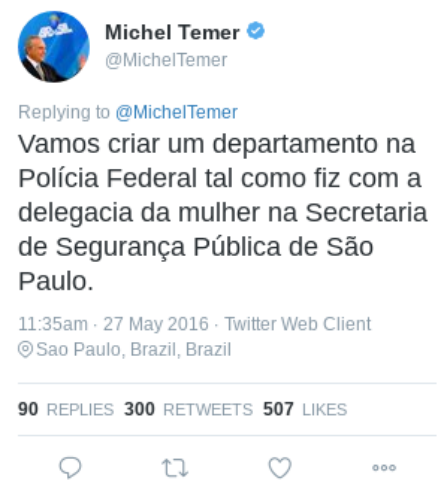 Michel Temer
@MichelTemer
Replying to @MichelTemer
Vamos criar um departamento na
Polícia Federal tal como fiz com a
delegacia da mulher na Secretaria
de Segurança Pública de São
Paulo.
11:35am · 27 May 2016 · Twitter Web Client
Sao Paulo, Brazil, Brazil
90 REPLIES 300 RETWEETS 507 LIKES